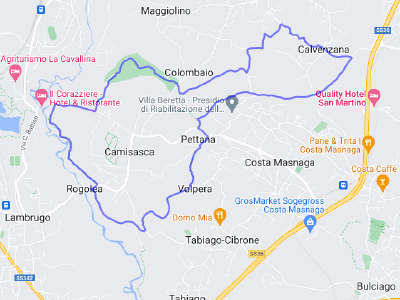 Maggiolino
SS36
Calvenzana
Agriturismo La Cavallina
Colombaio
Il Corazziere -
Hotel & Ristorante
Villa Beretta - Presidio
di Riabilitazione dell...
Quality Hotel
San Martino
Via C. Battisti
Pettana
Pane & Trita |
Costa Masnaga
Camisasca
Costa Masnaga
Costa Caffè
Rogolea
Volpera
GrosMarket Sogegross
Costa Masnaga
Lambrugo
Dorno Mia
Tabiago-Cibrone
SS36
SS342
Bulciago
Tabiago